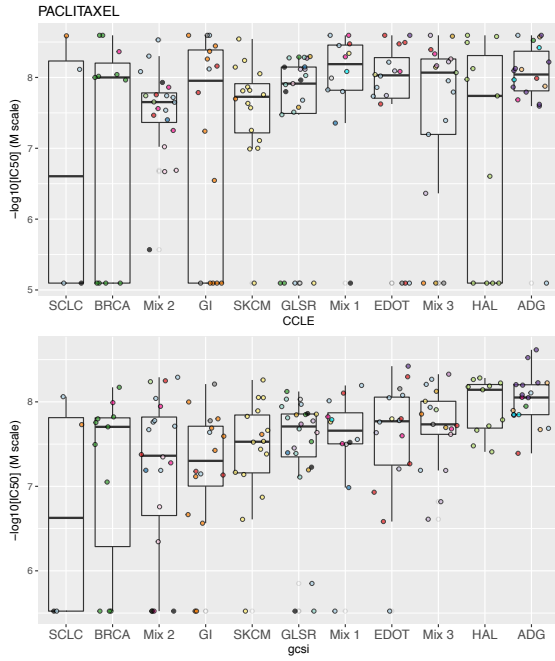 PACLITAXEL
−log10[IC50] (M scale)
8
7
6
5
SCLC BRCA Mix 2 GI SKCM GLSR Mix 1 EDOT Mix 3 HAL ADG
CCLE
−log10[IC50] (M scale)
8
7
6
SCLC BRCA Mix 2 GI SKCM GLSR Mix 1 EDOT Mix 3 HAL ADG
gcsi